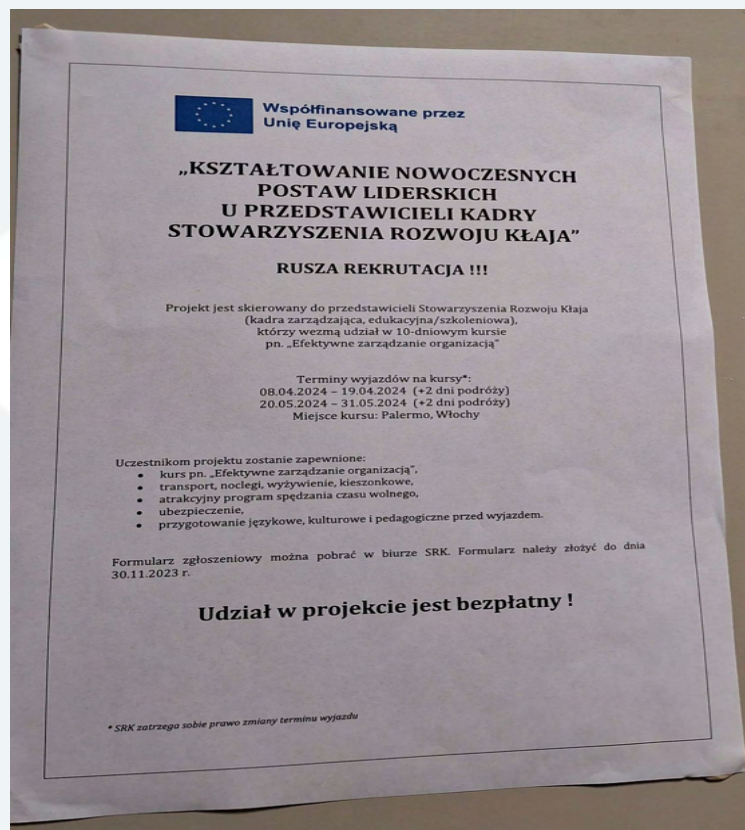 Współfinansowane przez
Unię Europejską
„KSZTAŁTOWANIE NOWOCZESNYCH
POSTAW LIDERSKICH
U PRZEDSTAWICIELI KADRY
STOWARZYSZENIA ROZWOJU KŁAJA”
RUSZA REKRUTACJA !!!
Projekt jest skierowany do przedstawicieli Stowarzyszenia Rozwoju Kłaja
(kadra zarządzająca, edukacyjna/szkoleniowa),
którzy wezmą udział w 10-dniowym kursie
pn. „Efektywne zarządzanie organizacją”
Terminy wyjazdów na kursy*:
08.04.2024 – 19.04.2024 (+2 dni podróży)
20.05.2024 – 31.05.2024 (+2 dni podróży)
Miejsce kursu: Palermo, Włochy
Uczestnikom projektu zostanie zapewnione:
• kurs pn. „Efektywne zarządzanie organizacją”,
• transport, noclegi, wyżywienie, kieszonkowe,
• atrakcyjny program spędzania czasu wolnego,
• ubezpieczenie,
• przygotowanie językowe, kulturowe i pedagogiczne przed wyjazdem.
Formularz zgłoszeniowy można pobrać w biurze SRK. Formularz należy złożyć do dnia
30.11.2023 r.
Udział w projekcie jest bezpłatny !
* SRK zatrzega sobie prawo zmiany terminu wyjazdu